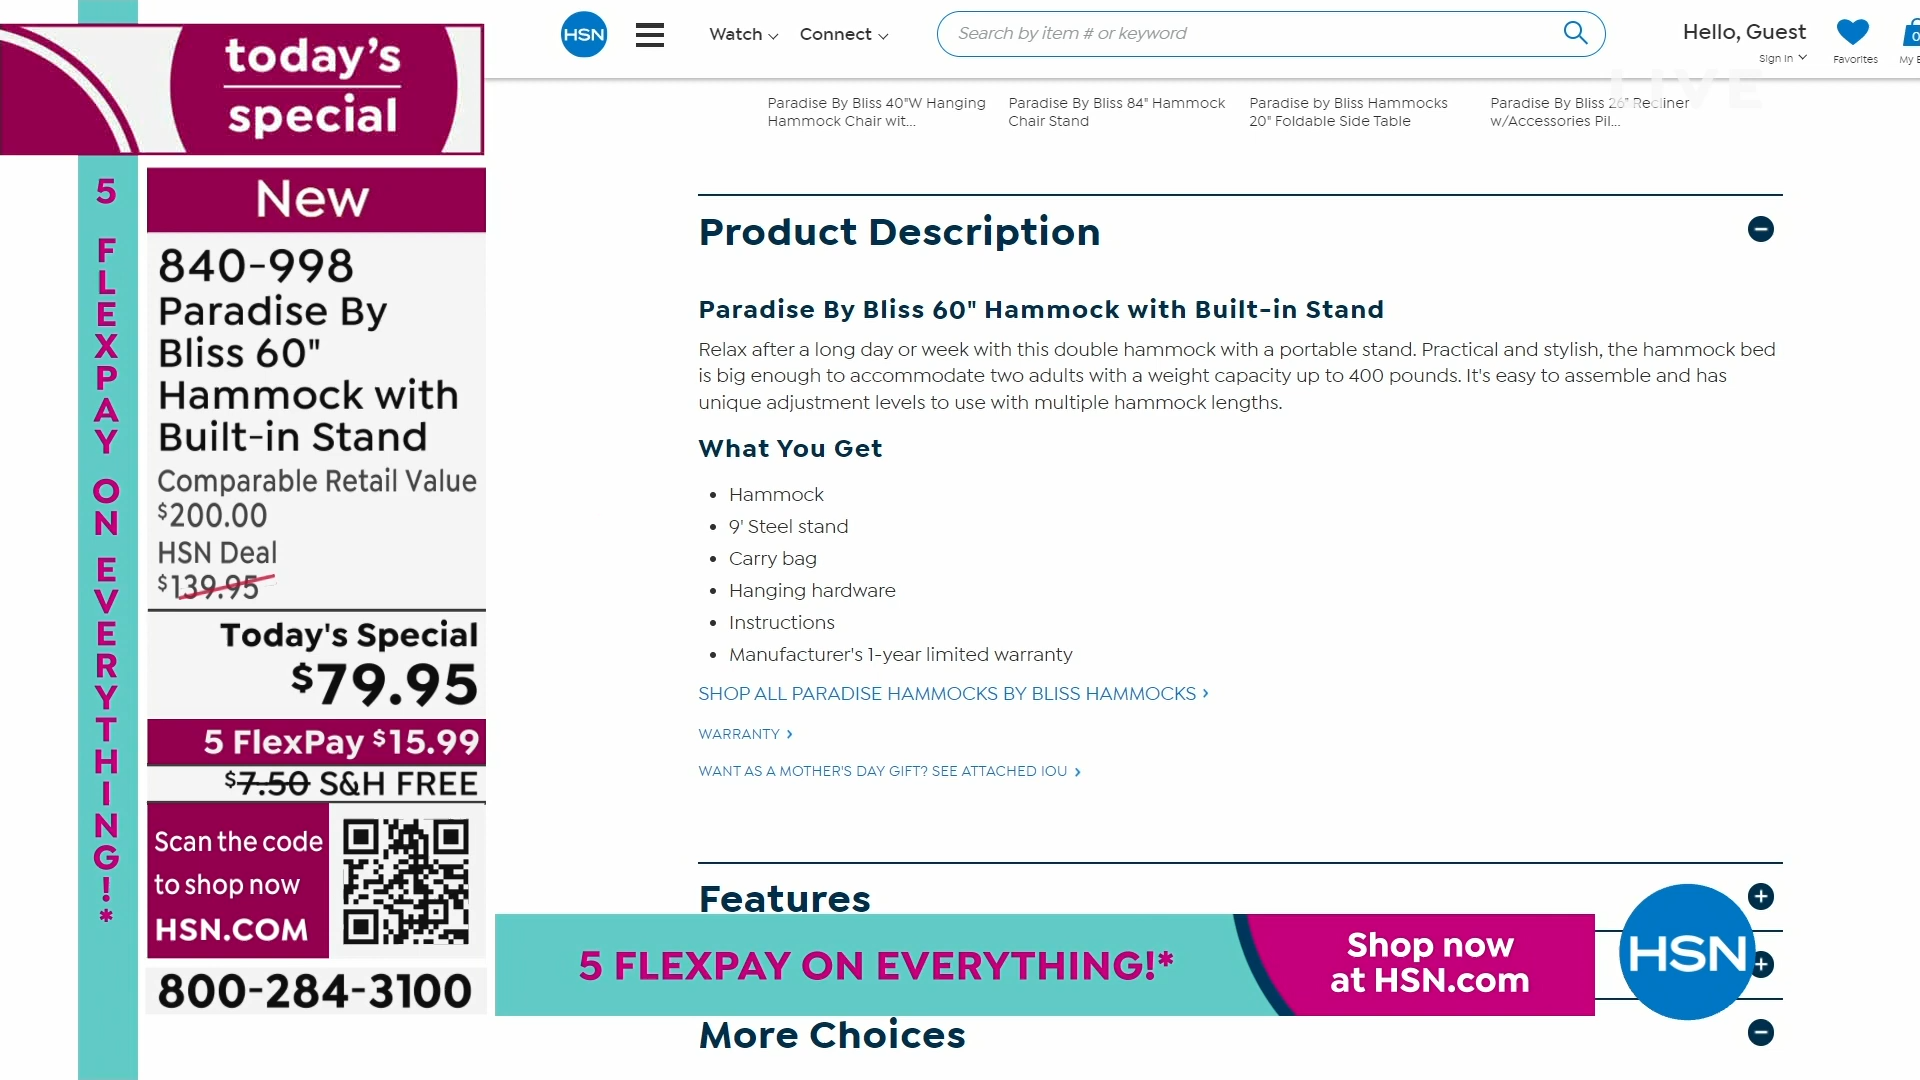 today's
special
5 FLEXPAY ON EVERYTHING!*
New
840-998
Paradise By
Bliss 60"
Hammock with
Built-in Stand
Comparable Retail Value
$200.00
HSN Deal
$139.95
Today's Special
$79.95
5 FlexPay $15.99
$7.50 S&H FREE
Scan the code
to shop now
HSN.COM
800-284-3100
HSN
Watch
Connect
Search by item # or keyword
Hello, Guest
Sign In
Favorites
0
My
LIVE
Paradise By Bliss 40"W Hanging
Hammock Chair wit...
Paradise By Bliss 84" Hammock
Chair Stand
Paradise by Bliss Hammocks
20" Foldable Side Table
Paradise By Bliss 26" Recliner
w/Accessories Pil...
Product Description
Paradise By Bliss 60" Hammock with Built-in Stand
Relax after a long day or week with this double hammock with a portable stand. Practical and stylish, the hammock bed
is big enough to accommodate two adults with a weight capacity up to 400 pounds. It's easy to assemble and has
unique adjustment levels to use with multiple hammock lengths.
What You Get
• Hammock
• 9' Steel stand
• Carry bag
• Hanging hardware
• Instructions
• Manufacturer's 1-year limited warranty
SHOP ALL PARADISE HAMMOCKS BY BLISS HAMMOCKS ›
WARRANTY ›
WANT AS A MOTHER'S DAY GIFT? SEE ATTACHED IOU ›
Features
5 FLEXPAY ON EVERYTHING!*
Shop now
at HSN.com
HSN
More Choices